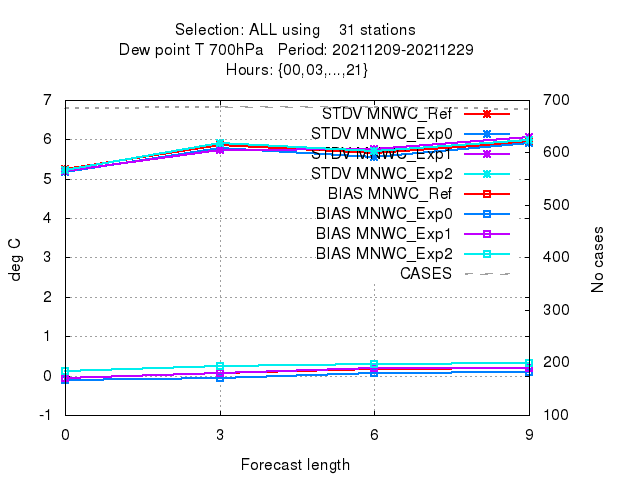 Selection: ALL using    31 stations
Dew point T 700hPa   Period: 20211209-20211229
Hours: {00,03,...,21}
7
700
STDV MNWC_Ref
STDV MNWC_Exp0
6
600
STDV MNWC_Exp1
STDV MNWC_Exp2
5
500
BIAS MNWC_Ref
BIAS MNWC_Exp0
4
BIAS MNWC_Exp1
BIAS MNWC_Exp2
3
400
CASES
2
300
1
200
0
-1
100
0
3
6
9
deg C
No cases
Forecast length